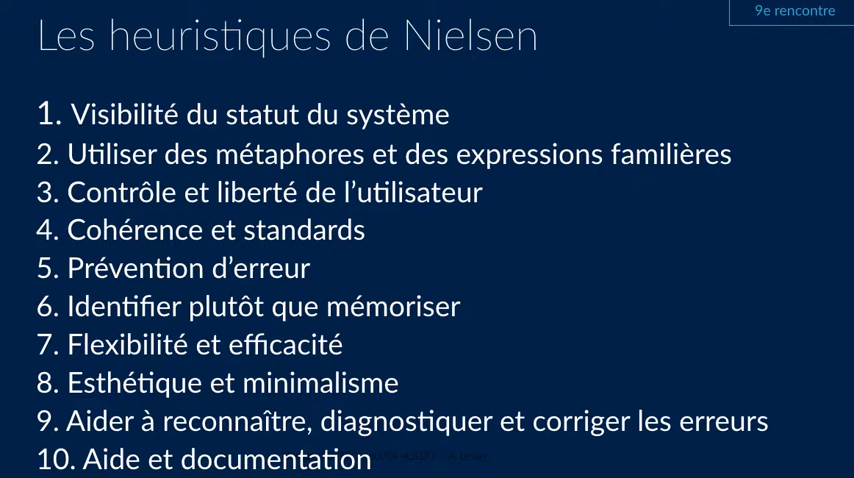 9e rencontre
Les heuristiques de Nielsen
1. Visibilité du statut du système
2. Utiliser des métaphores et des expressions familières
3. Contrôle et liberté de l’utilisateur
4. Cohérence et standards
5. Prévention d’erreur
6. Identifier plutôt que mémoriser
7. Flexibilité et efficacité
8. Esthétique et minimalisme
9. Aider à reconnaître, diagnostiquer et corriger les erreurs
10. Aide et documentation